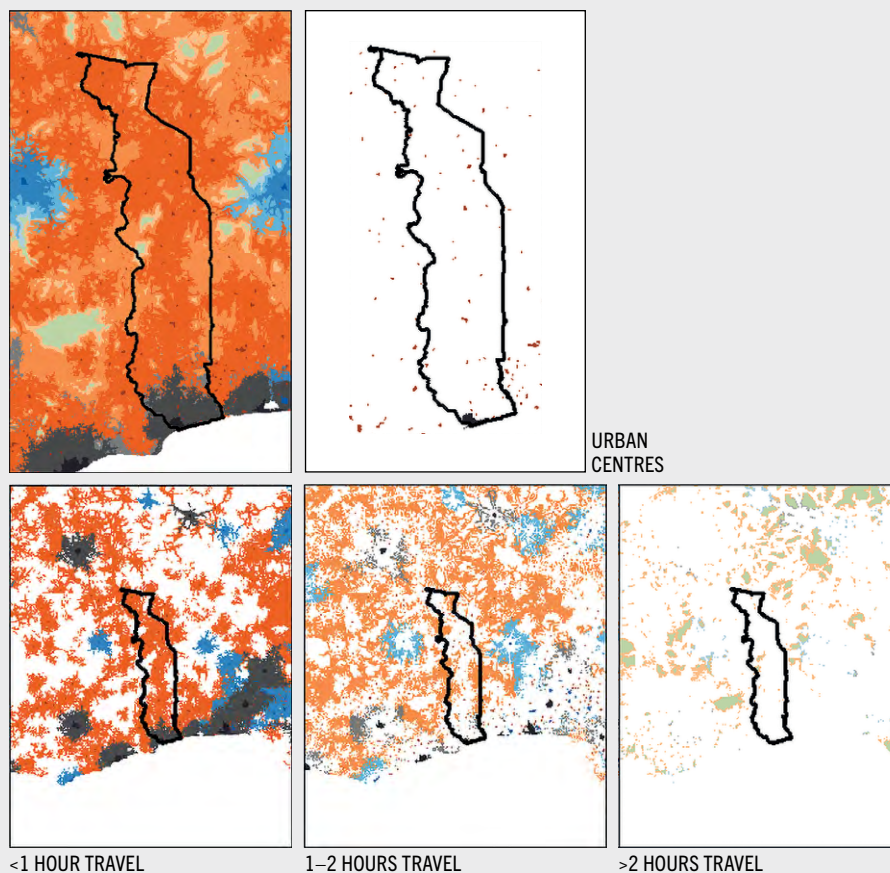 URBAN
CENTRES
<1 HOUR TRAVEL
1–2 HOURS TRAVEL
>2 HOURS TRAVEL